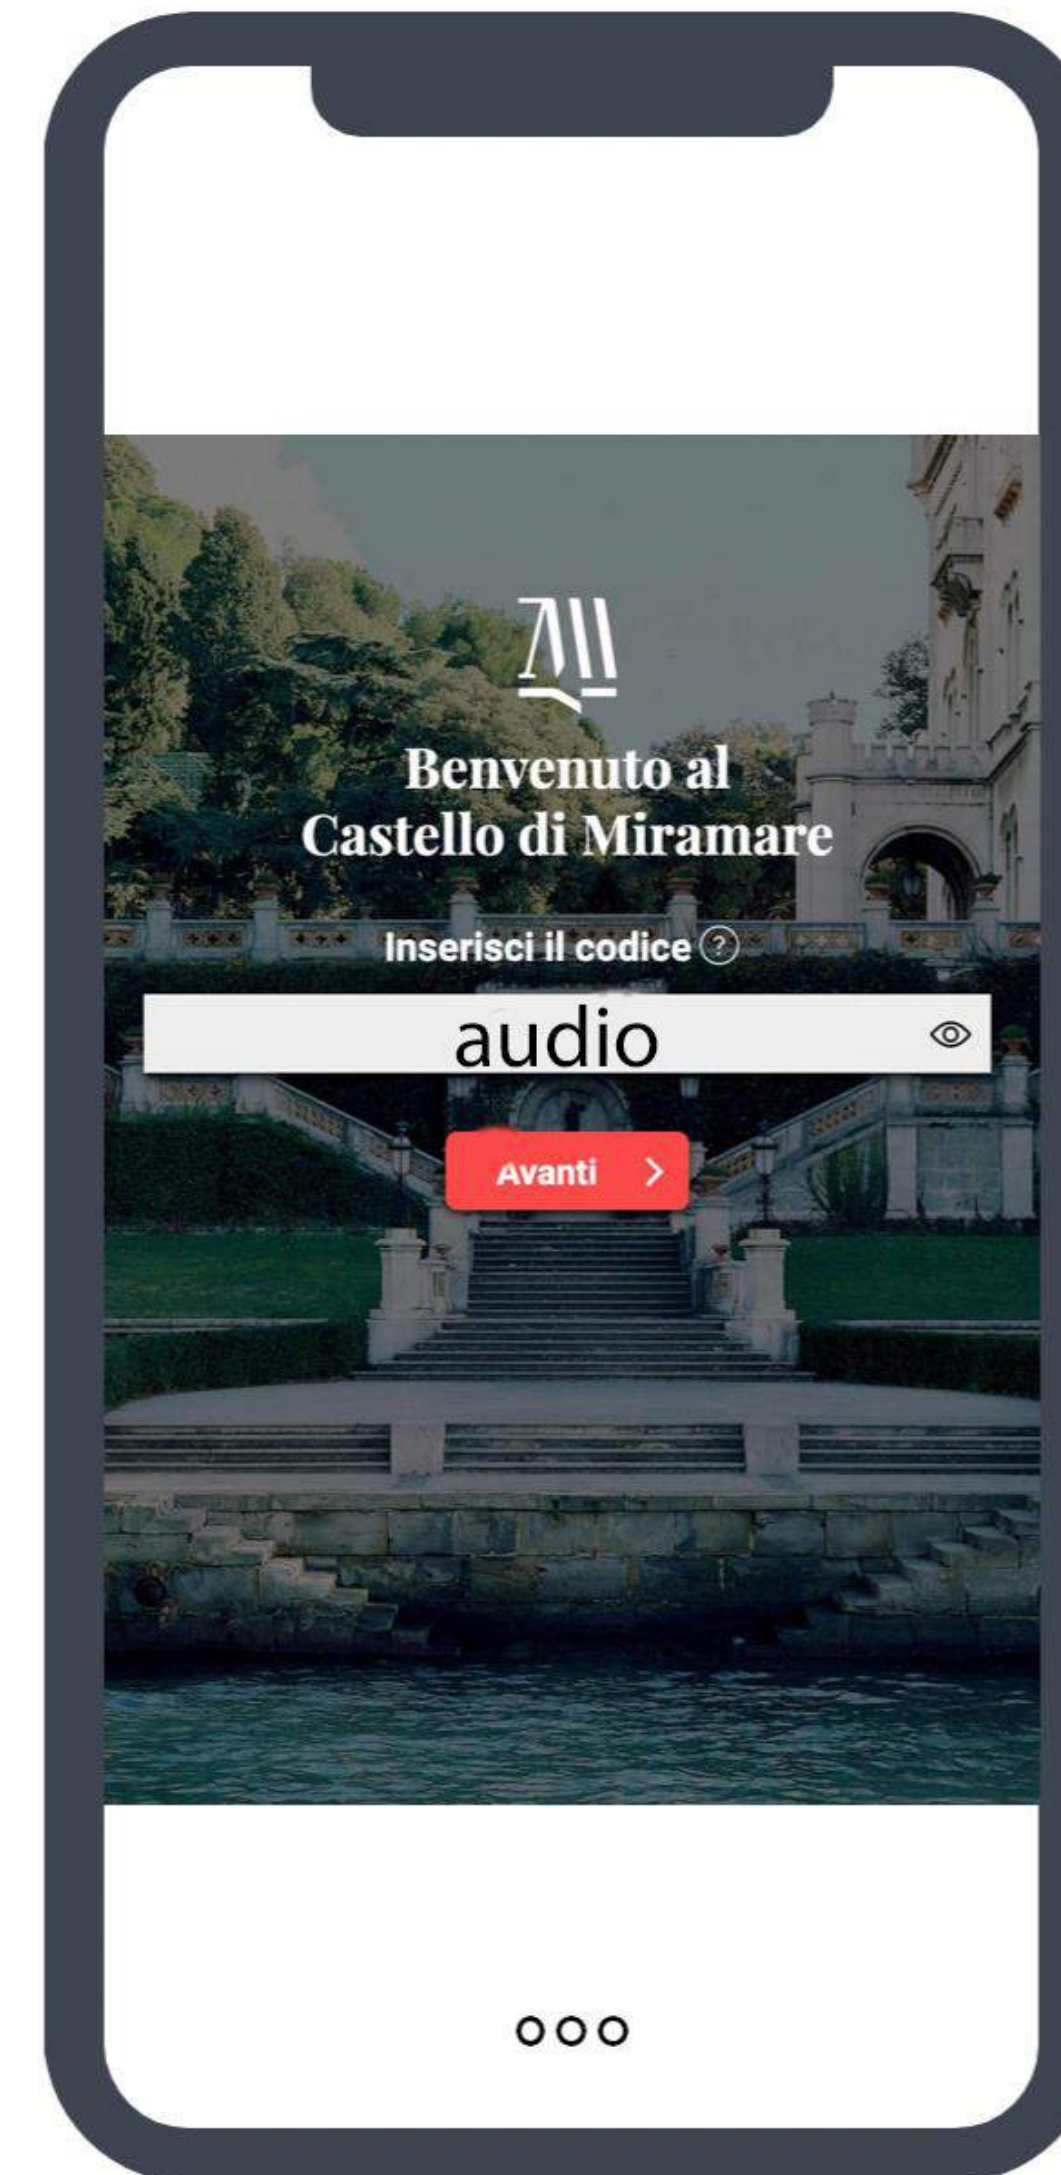 Benvenuto al
Castello di Miramare
Inserisci il codice ?
audio
Avanti